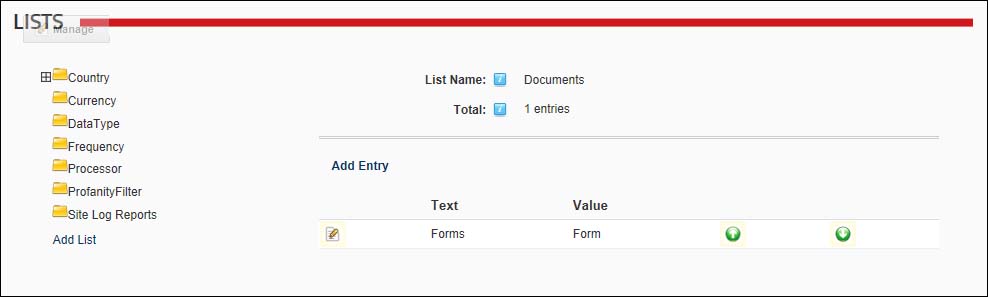 LISTS
Manage
Country
Currency
DataType
Frequency
Processor
ProfanityFilter
Site Log Reports
Add List
List Name: Documents
Total: 1 entries
Add Entry
Text Value
Forms Form